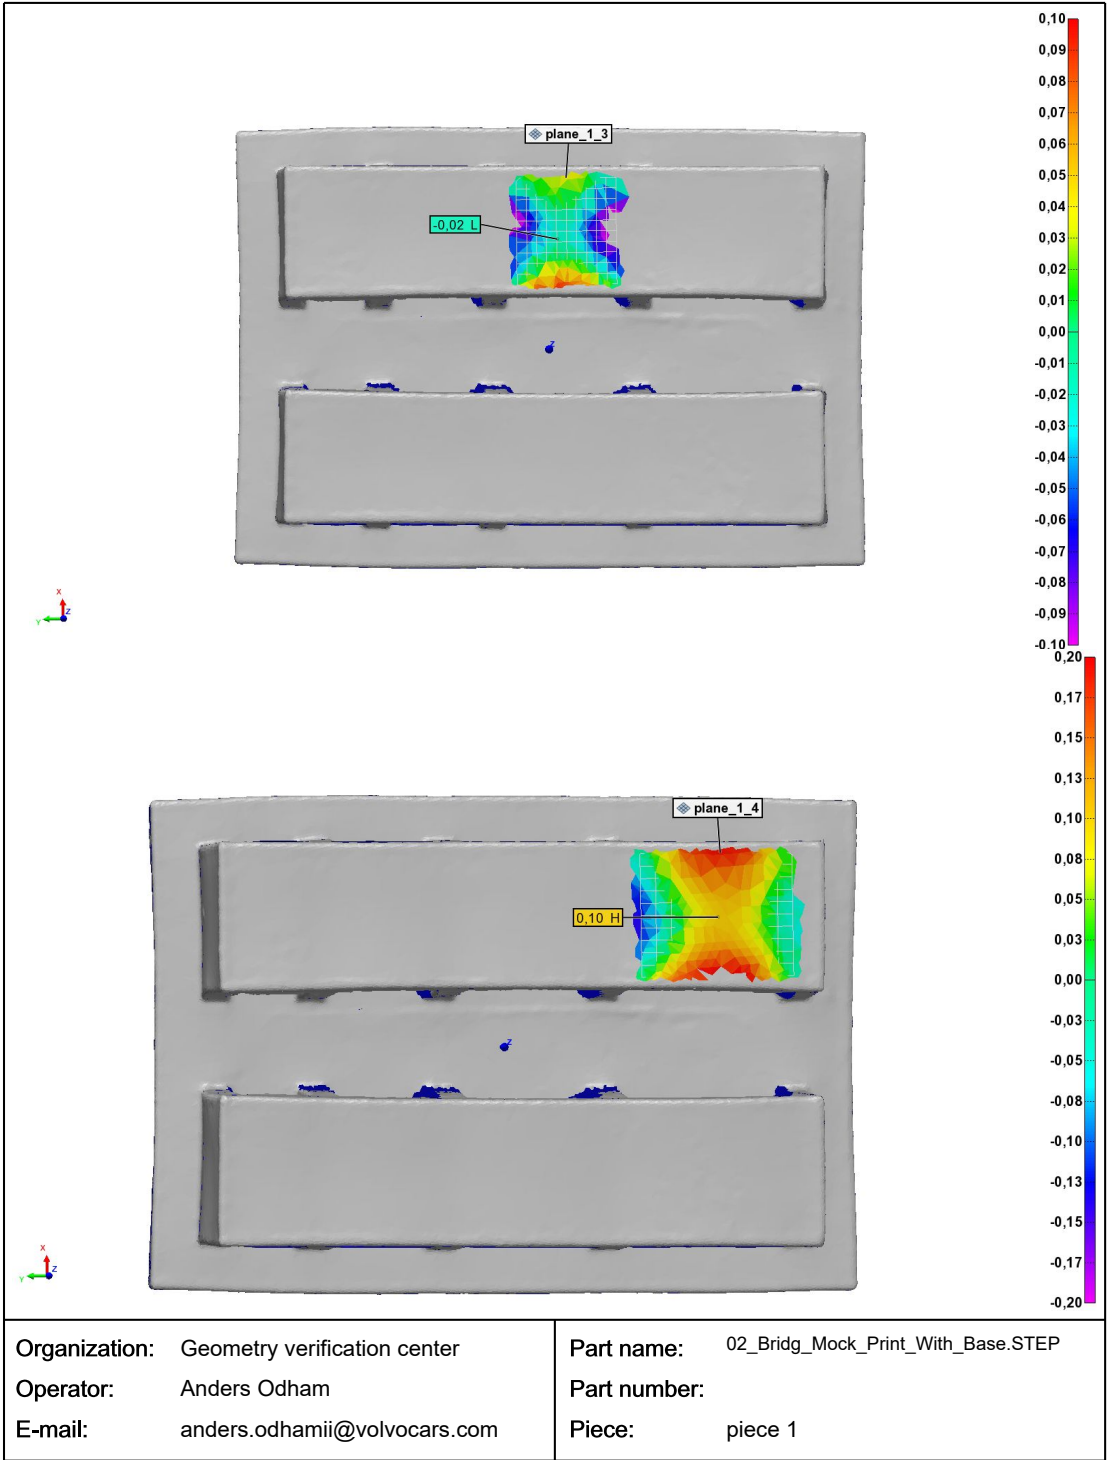 0,10
0,09
0,08
0,07
0,06
0,05
0,04
0,03
0,02
0,01
0,00
-0,01
-0,02
-0,03
-0,04
-0,05
-0,06
-0,07
-0,08
-0,09
-0,10
plane_1_3
-0,02 L
Z
X
Y
Z
0,20
0,17
0,15
0,13
0,10
0,08
0,05
0,03
0,00
-0,03
-0,05
-0,08
-0,10
-0,13
-0,15
-0,17
-0,20
plane_1_4
0,10 H
Z
X
Y
Z
Organization: Geometry verification center
Operator: Anders Odham
E-mail: anders.odhamii@volvocars.com
Part name: 02_Bridg_Mock_Print_With_Base.STEP
Part number:
Piece: piece 1